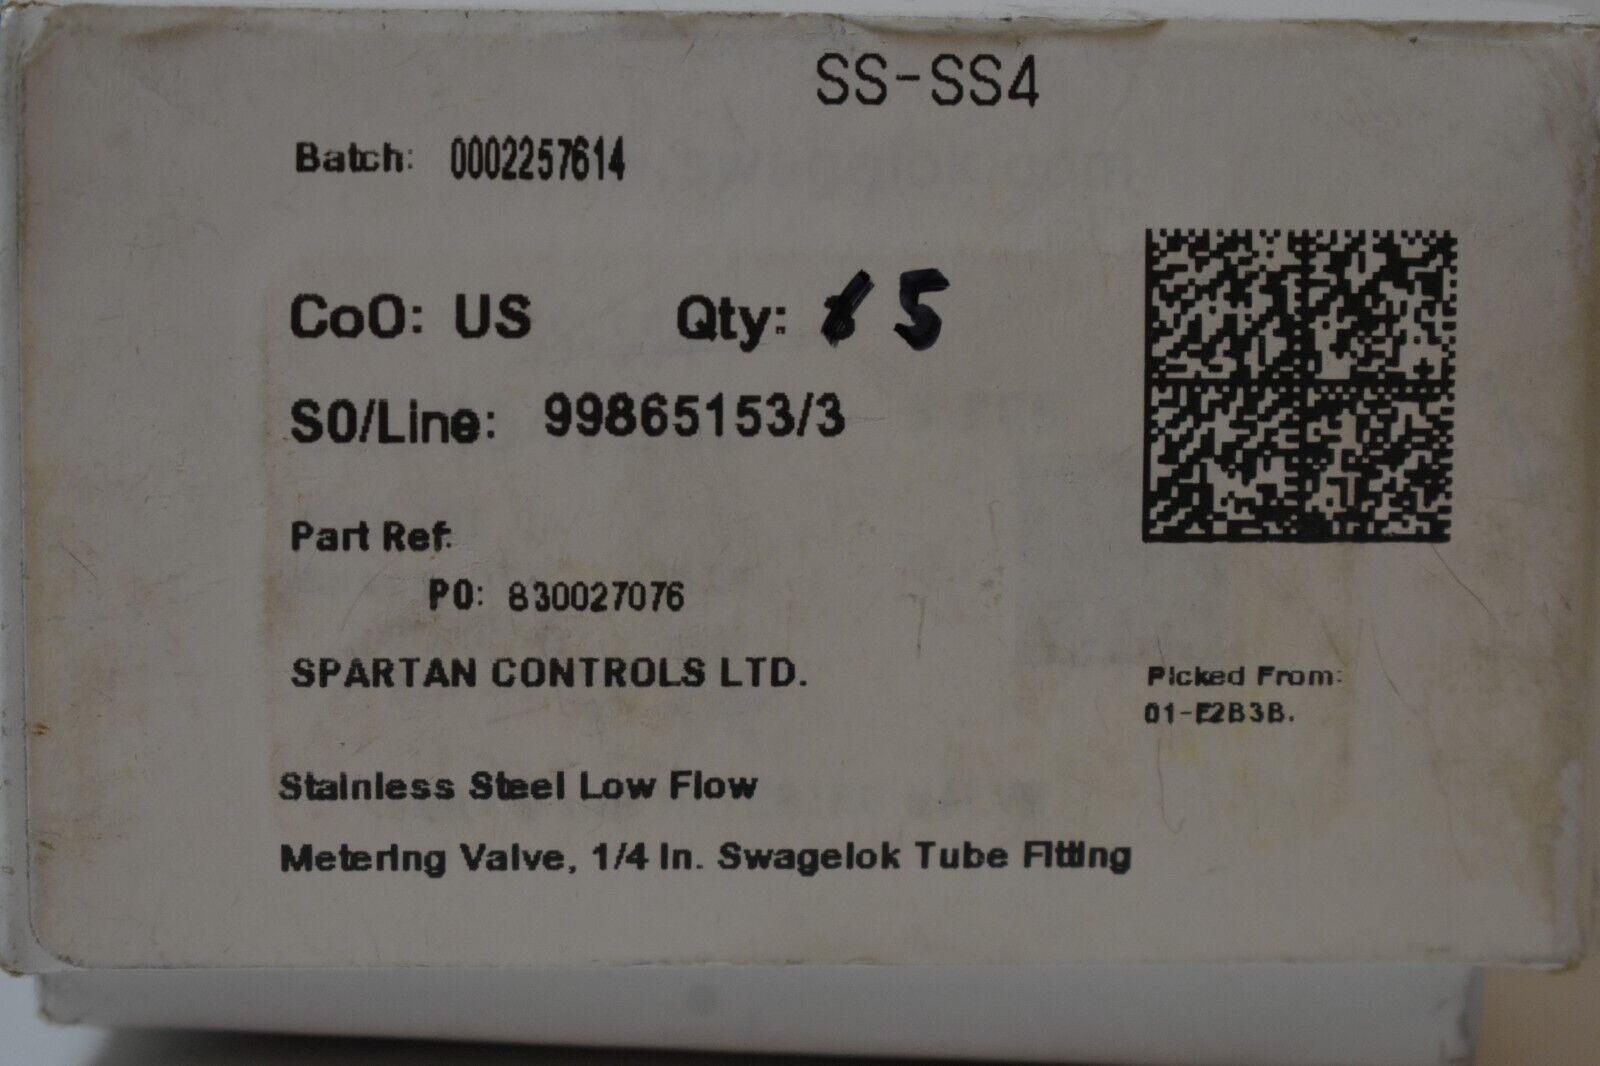 SS-SS4
Batch: 0002257614
CoO: US Qty: 5
SO/Line: 99865153/3
Part Ref:
PO: 830027076
SPARTAN CONTROLS LTD.
Picked From:
01-E2B3B.
Stainless Steel Low Flow
Metering Valve, 1/4 In. Swagelok Tube Fitting